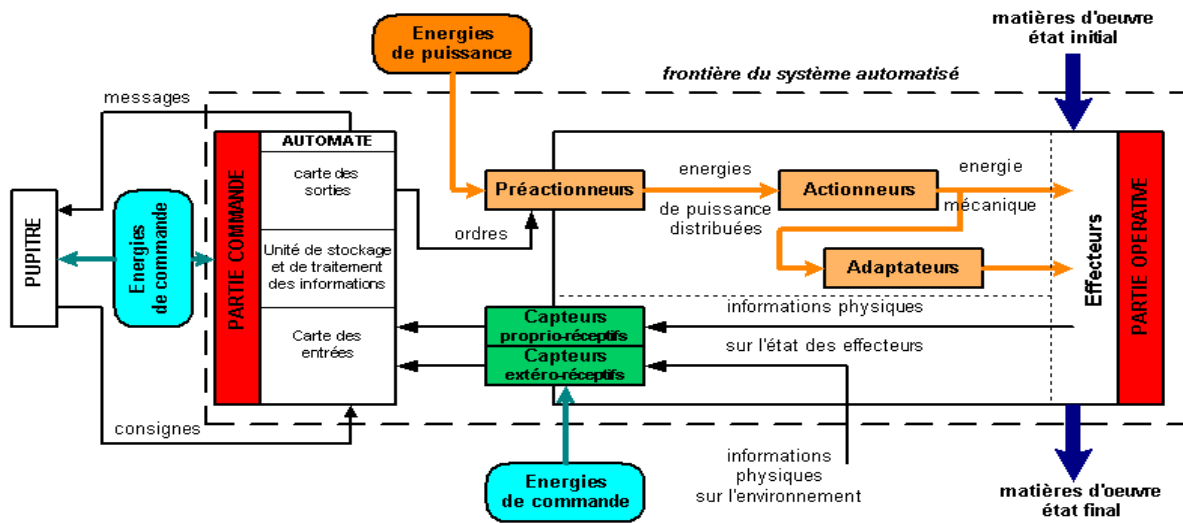 Energies
de puissance
matières d'oeuvre
état initial
frontière du système automatisé
messages
PUPITRE
Energies
de commande
PARTIE COMMANDE
AUTOMATE
carte des
sorties
Unité de stockage
et de traitement
des informations
Carte des
entrées
ordres
Préactionneurs
energies
de puissance
distribuées
Actionneurs
energie
mécanique
Adaptateurs
Effecteurs
PARTIE OPERATIVE
Capteurs
proprio-réceptifs
Capteurs
extéro-réceptifs
informations physiques
sur l'état des effecteurs
consignes
Energies
de commande
informations
physiques
sur l'environnement
matières d'oeuvre
état final